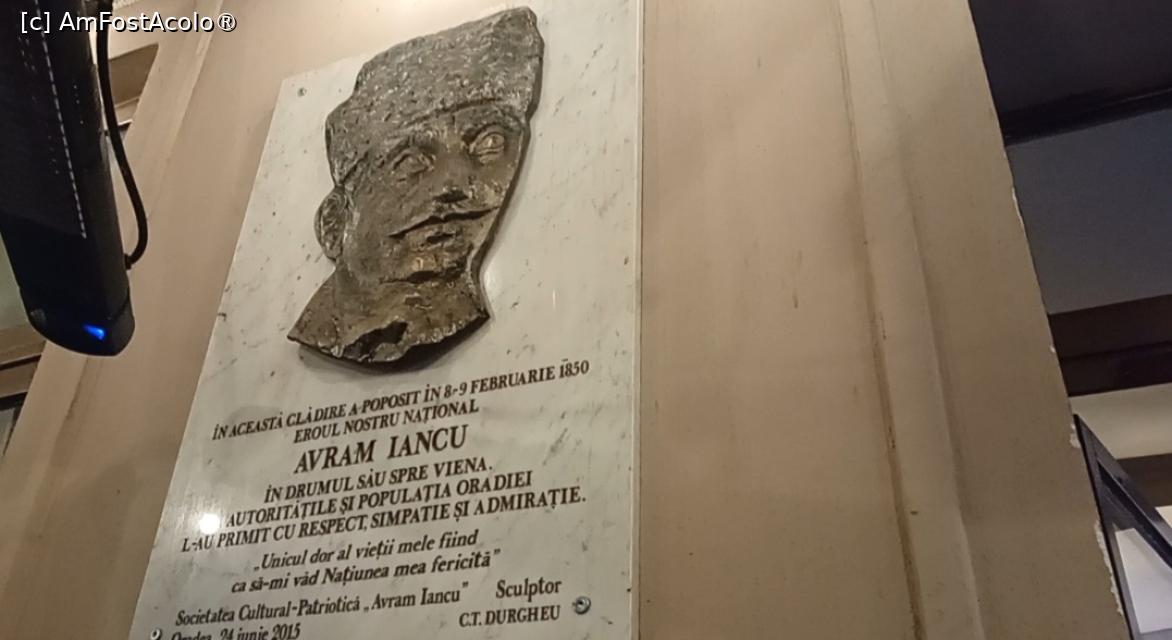 [c] AmFostAcolo®
ÎN ACEASTĂ CLĂDIRE A POPOSIT ÎN 8-9 FEBRUARIE 1850
EROUL NOSTRU NAȚIONAL
AVRAM IANCU
ÎN DRUMUL SĂU SPRE VIENA.
AUTORITĂȚILE ȘI POPULAȚIA ORADIEI
L-AU PRIMIT CU RESPECT, SIMPATIE ȘI ADMIRAȚIE.
„Unicul dor al vieții mele fiind
ca să-mi văd Națiunea mea fericită”
Societatea Cultural-Patriotică „Avram Iancu” Sculptor
Oradea, 24 iunie 2015 C.T. DURGHEU